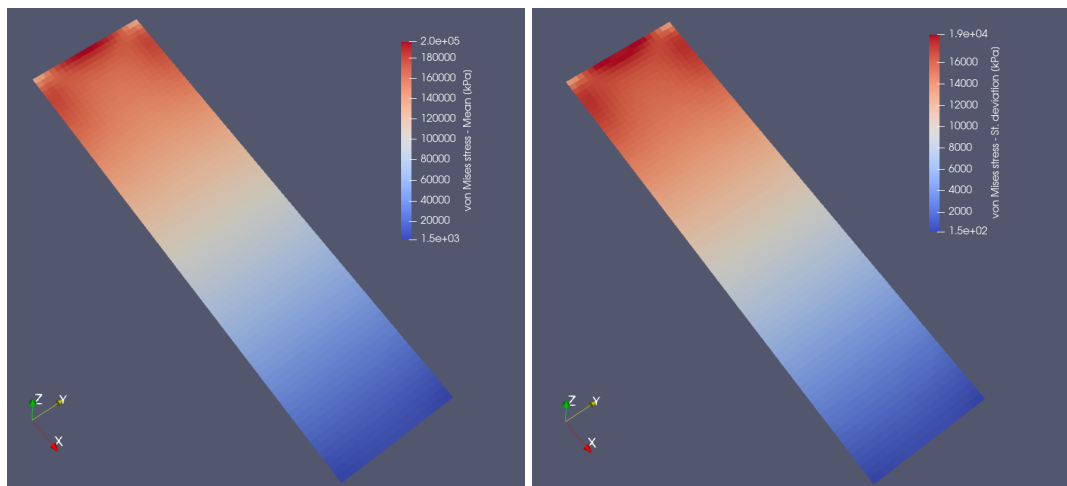 2.0e+05
180000
160000
140000
120000
100000
80000
60000
40000
20000
1.5e+03
von Mises stress - Mean (kPa)
Z
Y
X
1.9e+04
16000
14000
12000
10000
8000
6000
4000
2000
1.5e+02
von Mises stress - St. deviation (kPa)
Z
Y
X